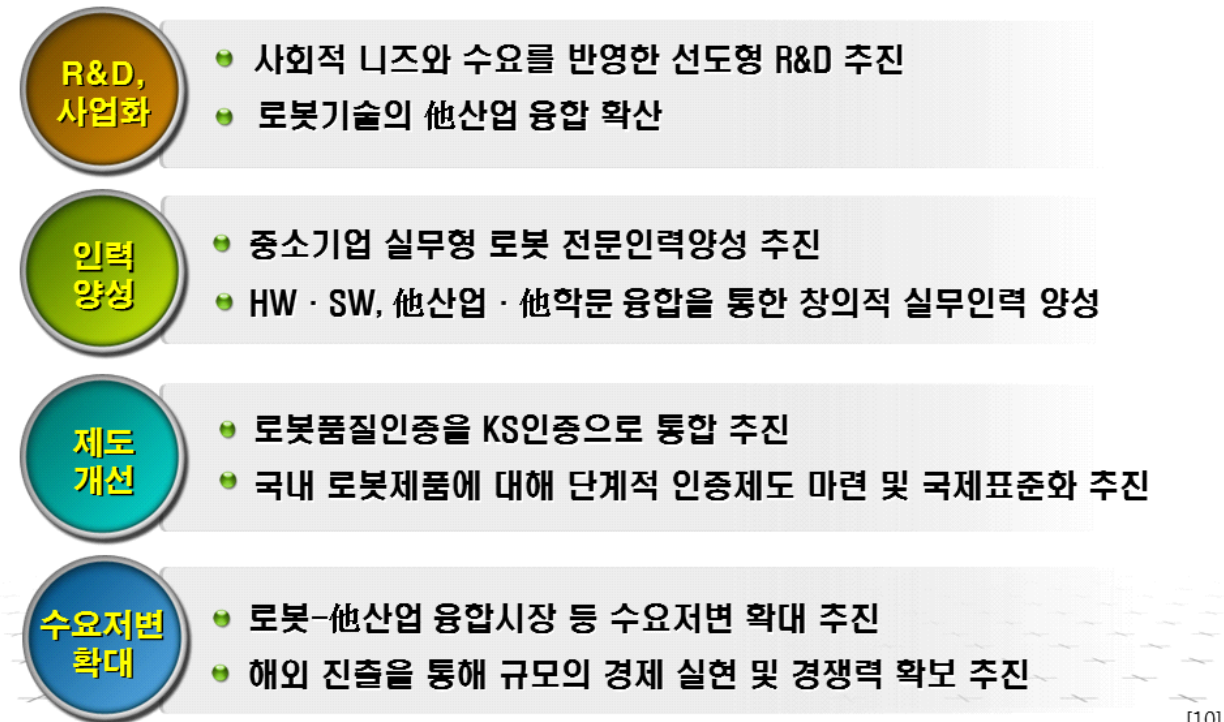 R&D,
사업화
사회적 니즈와 수요를 반영한 선도형 R&D 추진
로봇기술의 他산업 융합 확산
인력
양성
중소기업 실무형 로봇 전문인력양성 추진
HW · SW, 他산업 · 他학문 융합을 통한 창의적 실무인력 양성
제도
개선
로봇품질인증을 KS인증으로 통합 추진
국내 로봇제품에 대해 단계적 인증제도 마련 및 국제표준화 추진
수요저변
확대
로봇-他산업 융합시장 등 수요저변 확대 추진
해외 진출을 통해 규모의 경제 실현 및 경쟁력 확보 추진
[10]